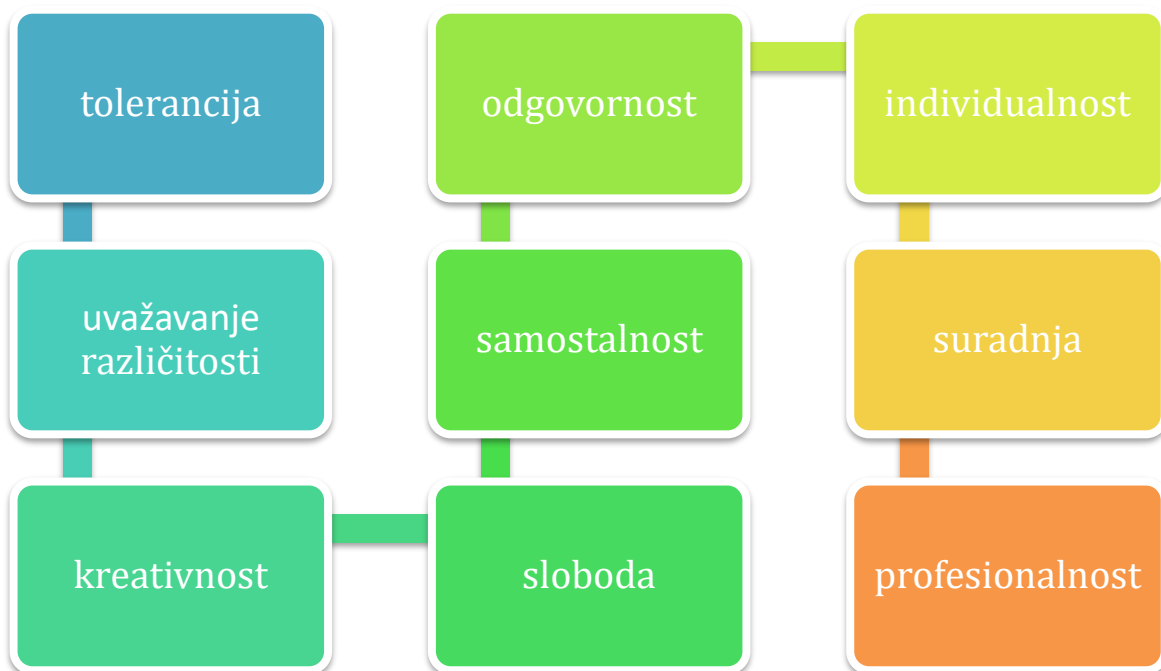 tolerancija
uvažavanje
različitosti
kreativnost
sloboda
samostalnost
odgovornost
individualnost
suradnja
profesionalnost